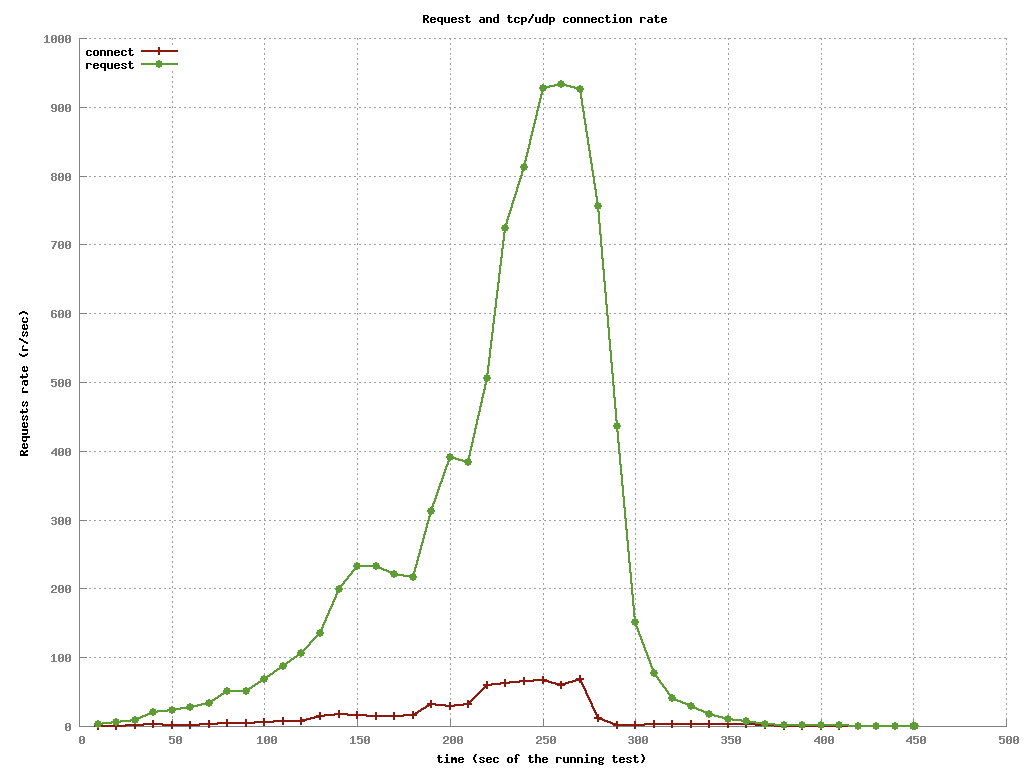 Request and tcp/udp connection rate
connect
request
1000
900
800
700
600
500
400
300
200
100
0
Requests rate (r/sec)
0 50 100 150 200 250 300 350 400 450 500
time (sec of the running test)